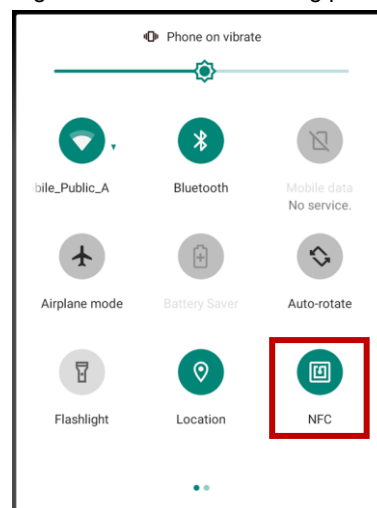 Phone on vibrate
bile_Public_A
Bluetooth
Mobile data
No service.
Airplane mode
Battery Saver
Auto-rotate
Flashlight
Location
NFC